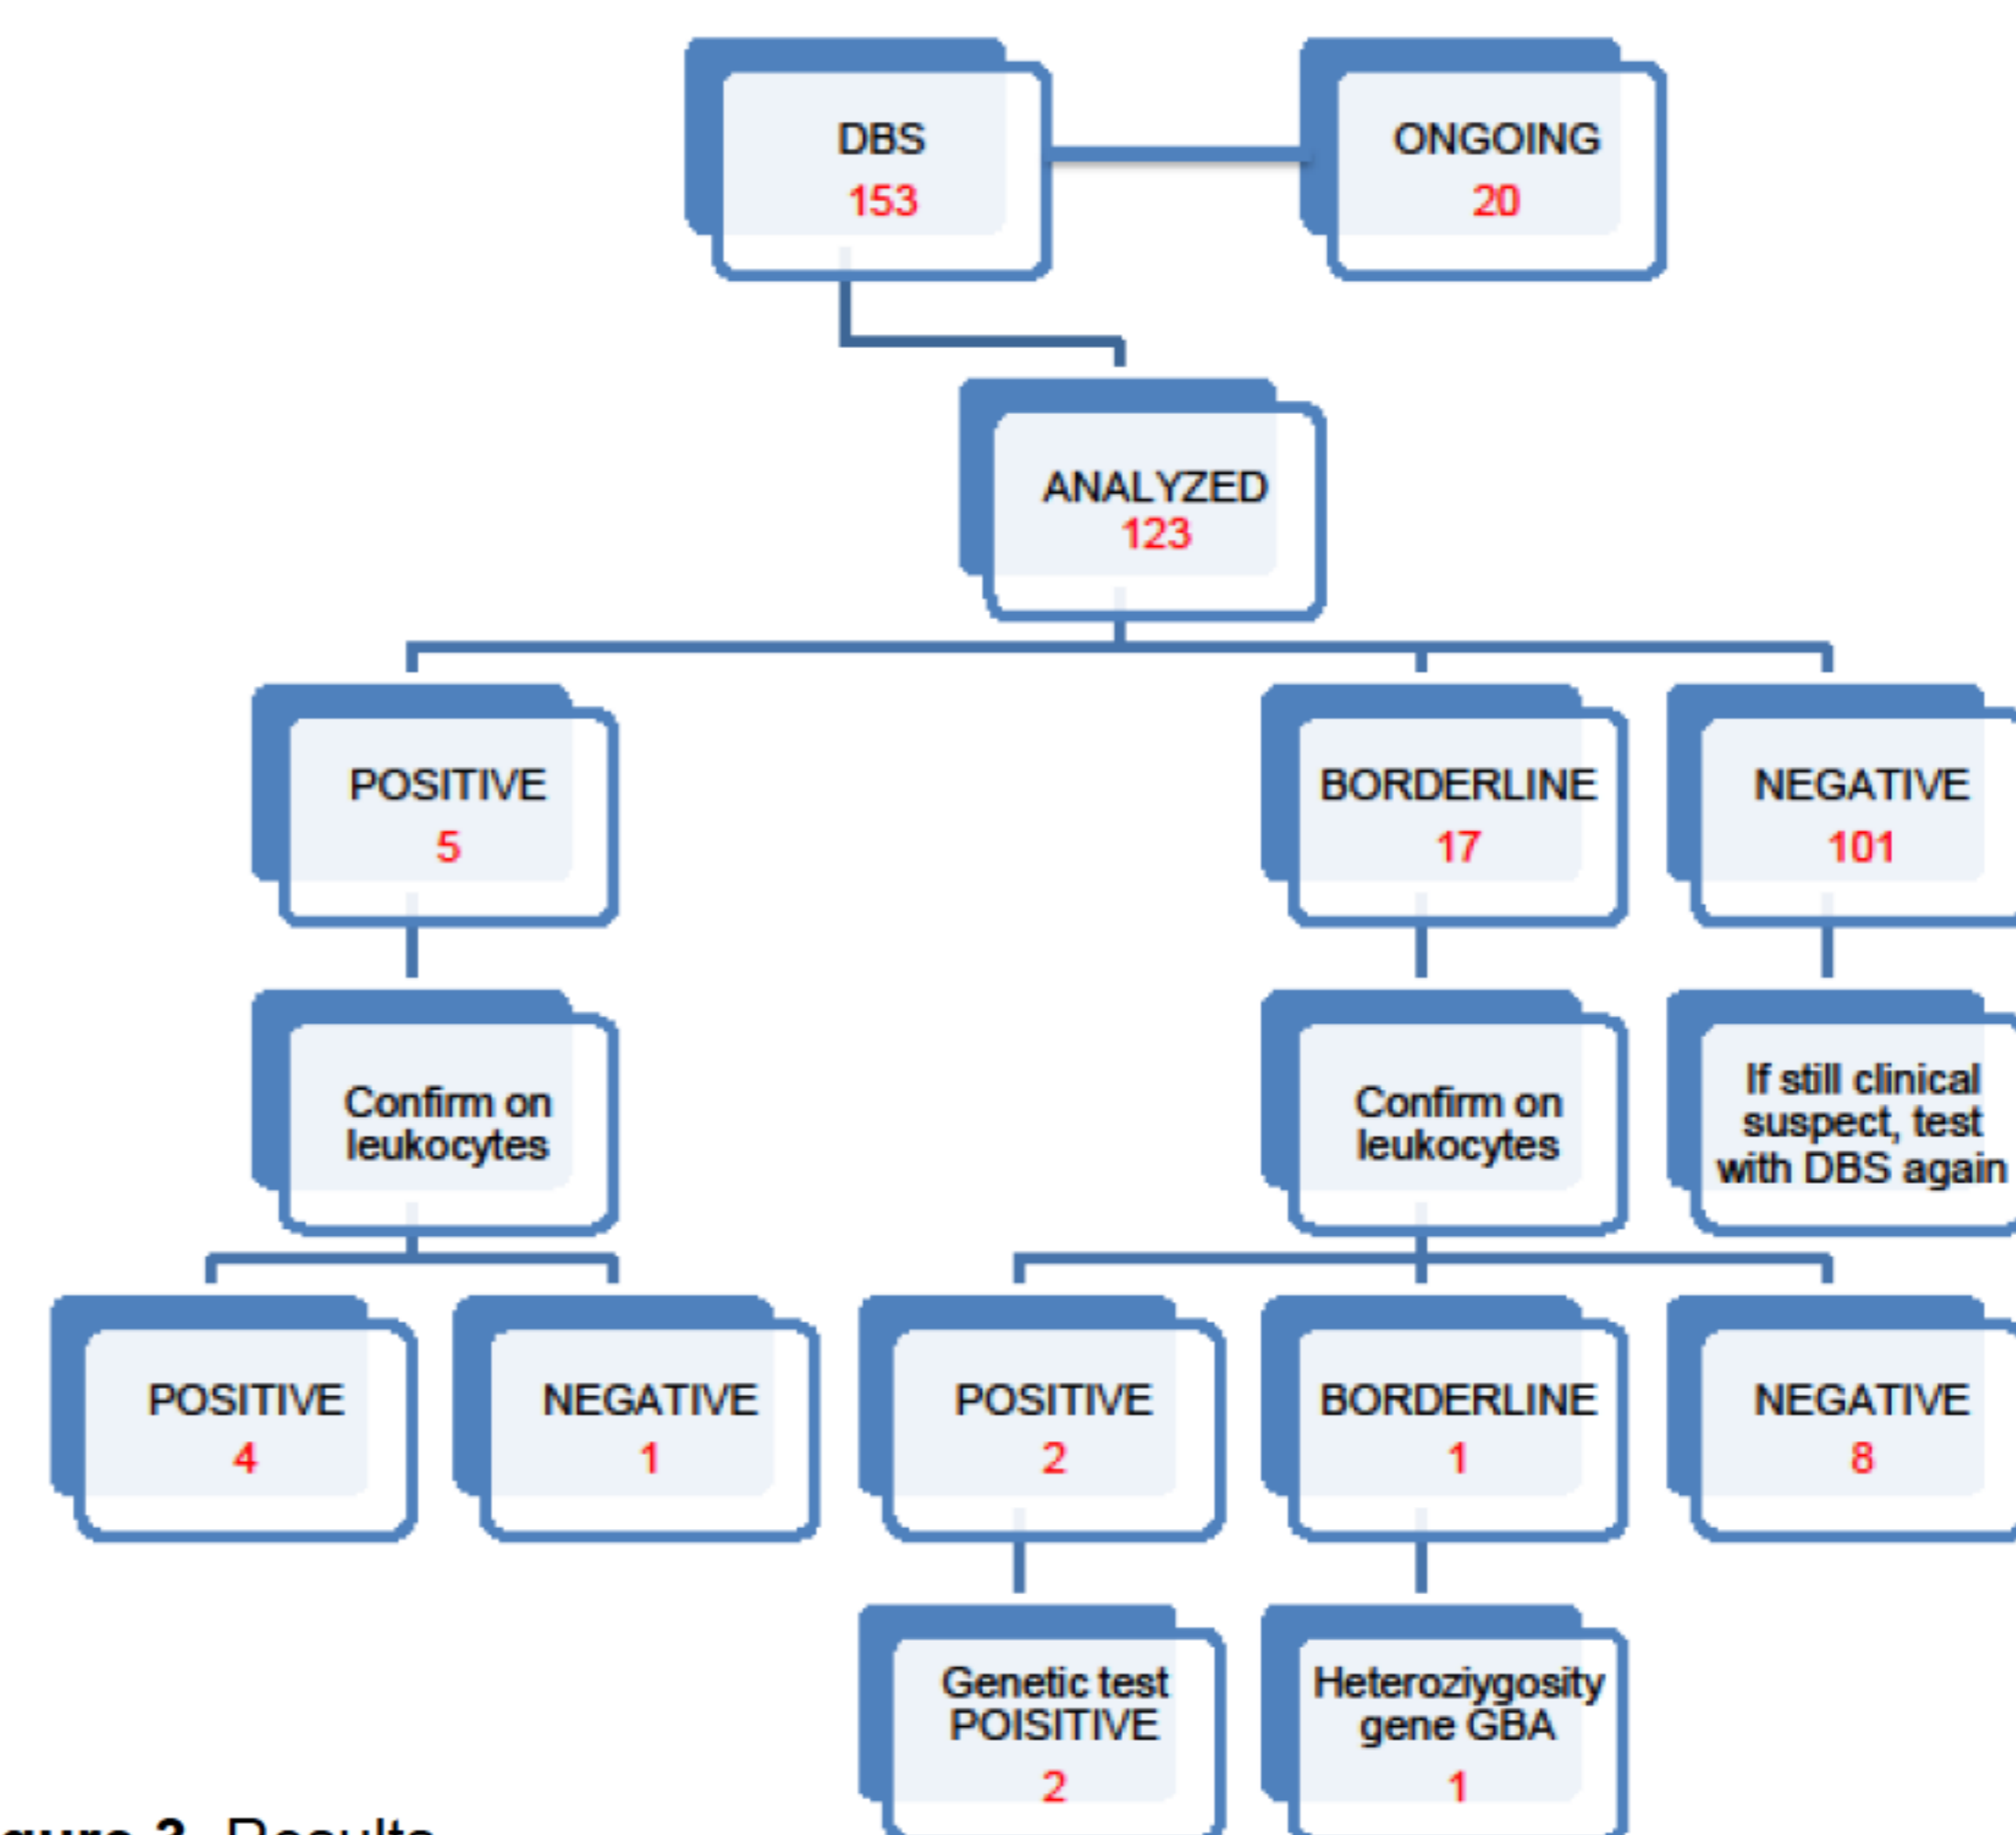 DBS
153
ONGOING
20
ANALYZED
123
POSITIVE
5
BORDERLINE
17
NEGATIVE
101
Confirm on
leukocytes
Confirm on
leukocytes
If still clinical
suspect, test
with DBS again
POSITIVE
4
NEGATIVE
1
POSITIVE
2
BORDERLINE
1
NEGATIVE
8
Genetic test
POISITIVE
2
Heteroziygosity
gene GBA
1
3. Results